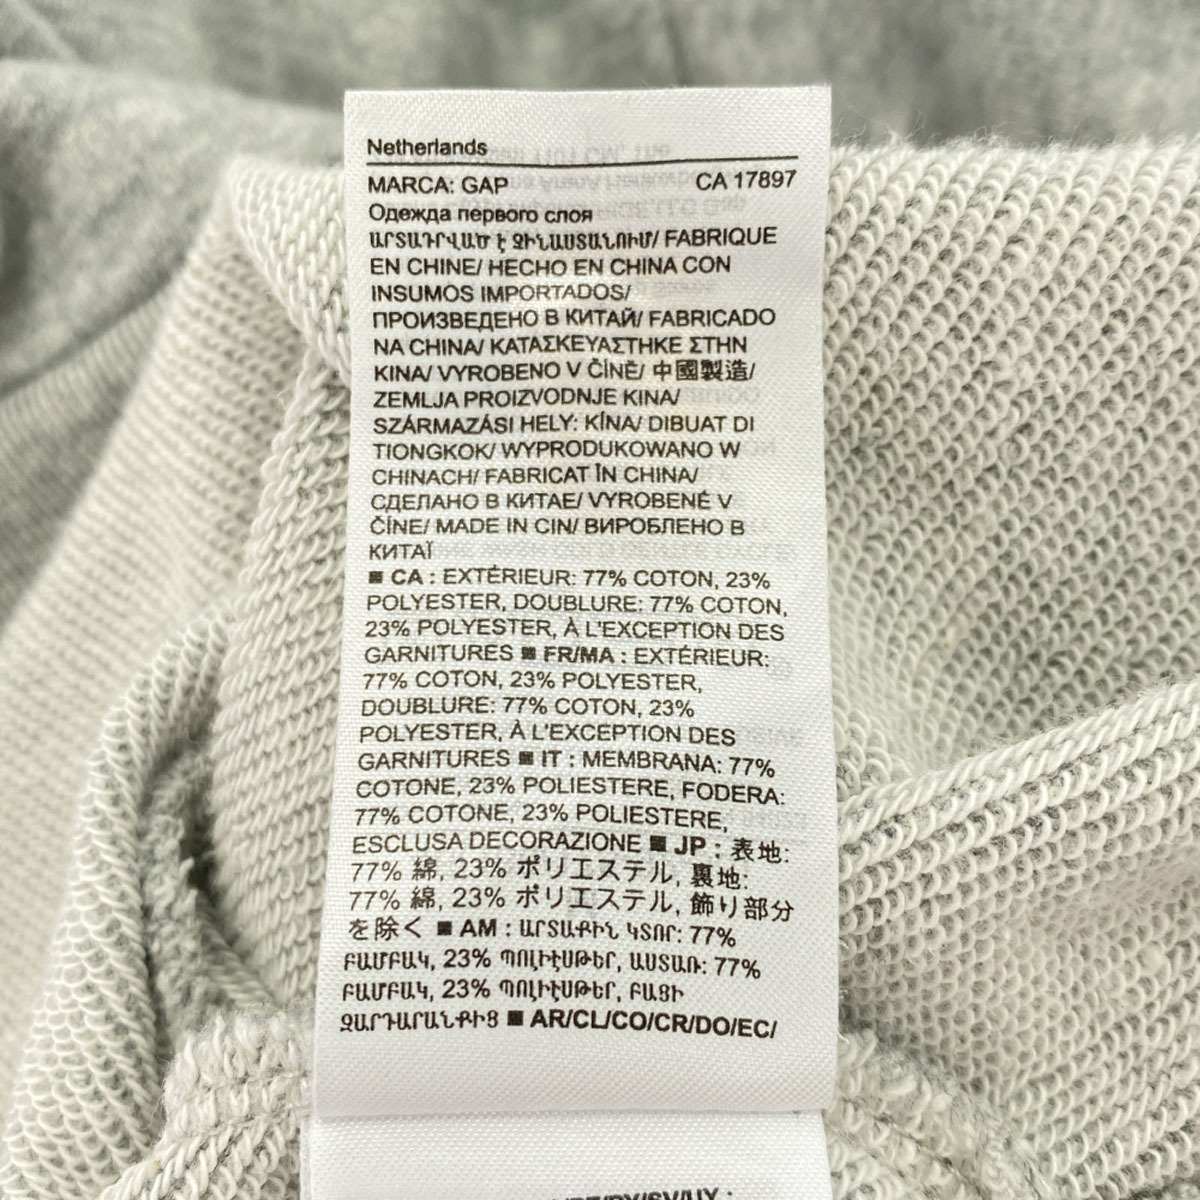 Netherlands
MARCA: GAP CA 17897
Одежда первого слоя
ԱՐՏԱԴՐՎԱԾ Է ՉԻՆԱՍՏԱՆՈՒՄ/ FABRIQUE
EN CHINE/ HECHO EN CHINA CON
INSUMOS IMPORTADOS/
ПРОИЗВЕДЕНО В КИТАЙ/ FABRICADO
NA CHINA/ ΚΑΤΑΣΚΕΥΑΣΤΗΚΕ ΣΤΗΝ
ΚΙΝΑ/ VYROBENO V ČÍNĚ/ 中國製造/
ZEMLJA PROIZVODNJE KINA/
SZÁRMAZÁSI HELY: KÍNA/ DIBUAT DI
TIONGKOK/ WYPRODUKOWANO W
CHINACH/ FABRICAT ÎN CHINA/
СДЕЛАНО В КИТАЕ/ VYROBENÉ V
ČÍNE/ MADE IN CIN/ ВИРОБЛЕНО В
КИТАЇ
■ CA : EXTÉRIEUR: 77% COTON, 23%
POLYESTER, DOUBLURE: 77% COTON,
23% POLYESTER, À L'EXCEPTION DES
GARNITURES ■ FR/MA : EXTÉRIEUR:
77% COTON, 23% POLYESTER,
DOUBLURE: 77% COTON, 23%
POLYESTER, À L'EXCEPTION DES
GARNITURES ■ IT : MEMBRANA: 77%
COTONE, 23% POLIESTERE, FODERA:
77% COTONE, 23% POLIESTERE,
ESCLUSA DECORAZIONE ■ JP : 表地:
77% 綿, 23% ポリエステル, 裏地:
77% 綿, 23% ポリエステル, 飾り部分
を除く ■ AM : ԱՐՏԱՔԻՆ ԿՏՈՐ: 77%
ԲԱՄԲԱԿ, 23% ՊՈԼԻԷՍԹԵՐ, ԱՍՏԱՌ: 77%
ԲԱՄԲԱԿ, 23% ՊՈԼԻԷՍԹԵՐ, ԲԱՑԻ
ԶԱՐԴԱՐԱՆՔԻՑ ■ AR/CL/CO/CR/DO/EC/